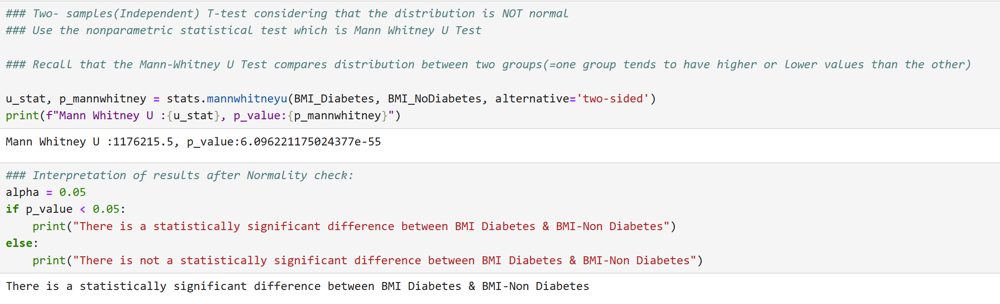 ### Two- samples(Independent) T-test considering that the distribution is NOT normal
### Use the nonparametric statistical test which is Mann Whitney U Test
### Recall that the Mann-Whitney U Test compares distribution between two groups(=one group tends to have higher or lower values than the other)
u_stat, p_mannwhitney = stats.mannwhitneyu(BMI_Diabetes, BMI_NoDiabetes, alternative='two-sided')
print(f"Mann Whitney U :{u_stat}, p_value:{p_mannwhitney}")
Mann Whitney U :1176215.5, p_value:6.096221175024377e-55
### Interpretation of results after Normality check:
alpha = 0.05
if p_value < 0.05:
    print("There is a statistically significant difference between BMI Diabetes & BMI-Non Diabetes")
else:
    print("There is not a statistically significant difference between BMI Diabetes & BMI-Non Diabetes")
There is a statistically significant difference between BMI Diabetes & BMI-Non Diabetes